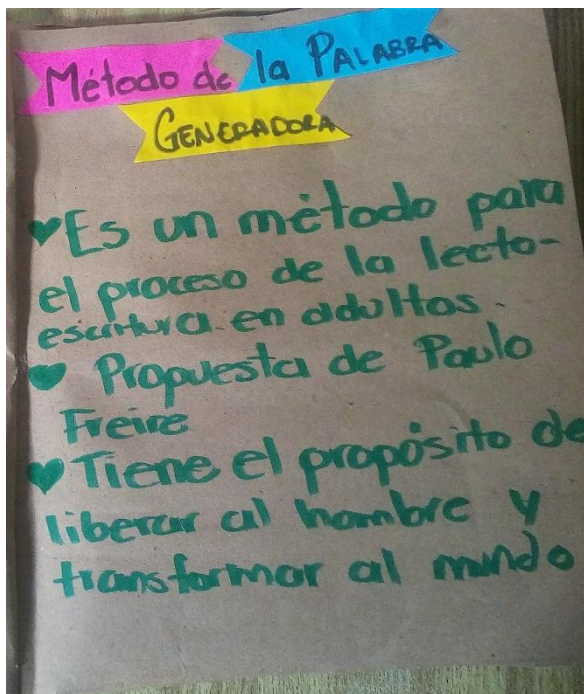 Método de la PALABRA
GENERADORA
♥Es un método para
el proceso de la lecto-
escritura en adultos.
♥ Propuesta de Paulo
Freire
♥Tiene el propósito de
liberar al hombre y
transformar al mundo